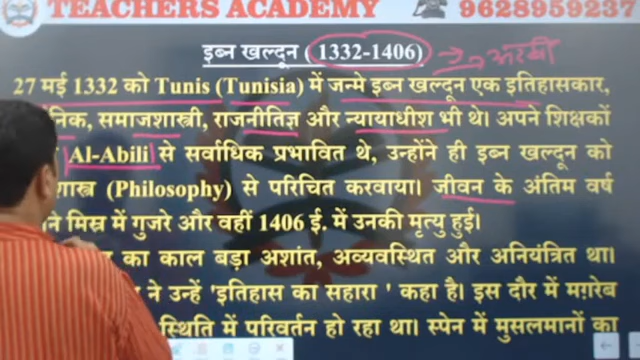 TEACHERS ACADEMY 9628959237
इब्न खल्दून ( 1332-1406) अरबी
27 मई 1332 को Tunis (Tunisia) में जन्मे इब्न खल्दून एक इतिहासकार,
समाजशास्त्री, राजनीतिज्ञ और न्यायाधीश भी थे। अपने शिक्षकों
Al-Abili से सर्वाधिक प्रभावित थे, उन्होंने ही इब्न खल्दून को
(Philosophy) से परिचित करवाया। जीवन के अंतिम वर्ष
मिस्र में गुजरे और वहीं 1406 ई. में उनकी मृत्यु हुई।
का काल बड़ा अशांत, अव्यवस्थित और अनियंत्रित था।
ने उन्हें 'इतिहास का सहारा ' कहा है। इस दौर में मग़रेब
स्थिति में परिवर्तन हो रहा था। स्पेन में मुसलमानों का